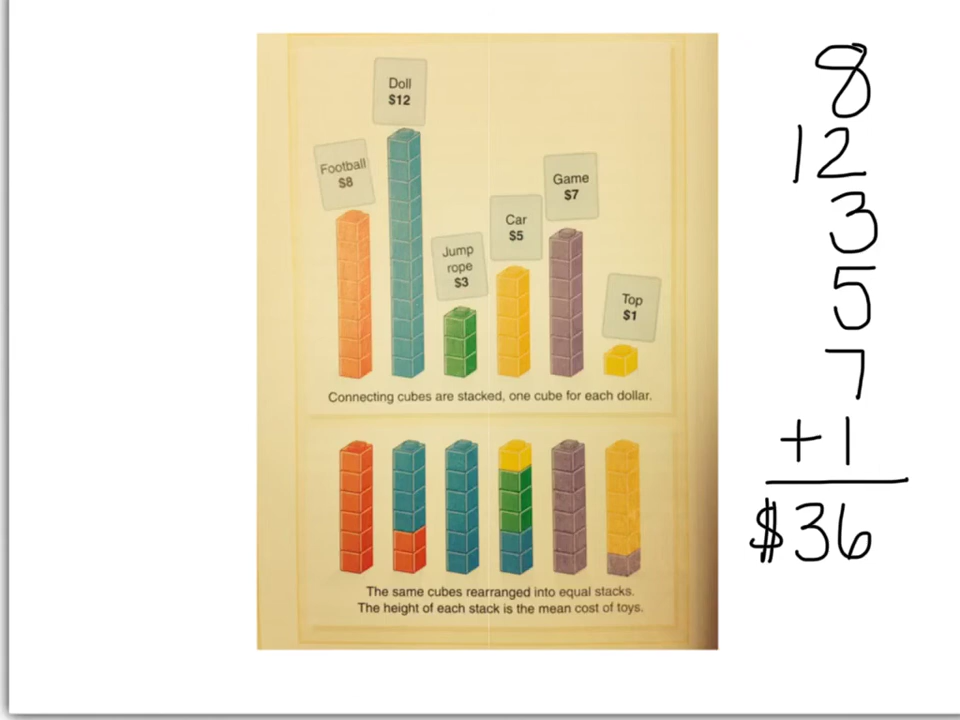 Doll
$12
Football
$8
Game
$7
Car
$5
Jump
rope
$3
Top
$1
Connecting cubes are stacked, one cube for each dollar.
The same cubes rearranged into equal stacks.
The height of each stack is the mean cost of toys.
8
12
3
5
7
+1
$36